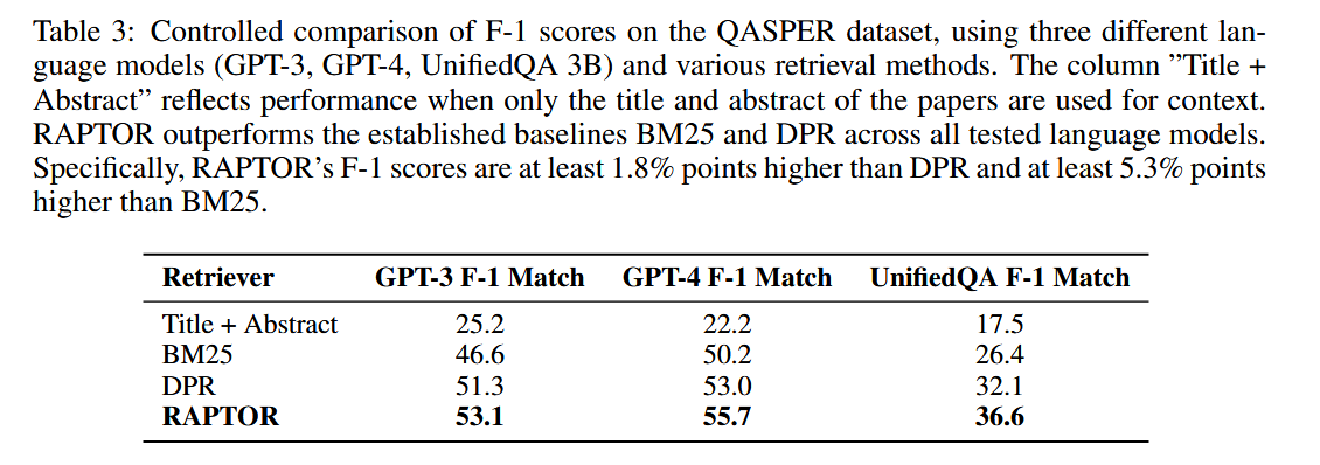 Table 3: Controlled comparison of F-1 scores on the QASPER dataset, using three different lan-
guage models (GPT-3, GPT-4, UnifiedQA 3B) and various retrieval methods. The column ”Title +
Abstract” reflects performance when only the title and abstract of the papers are used for context.
RAPTOR outperforms the established baselines BM25 and DPR across all tested language models.
Specifically, RAPTOR’s F-1 scores are at least 1.8% points higher than DPR and at least 5.3% points
higher than BM25.
Retriever GPT-3 F-1 Match GPT-4 F-1 Match UnifiedQA F-1 Match
Title + Abstract 25.2 22.2 17.5
BM25 46.6 50.2 26.4
DPR 51.3 53.0 32.1
RAPTOR 53.1 55.7 36.6